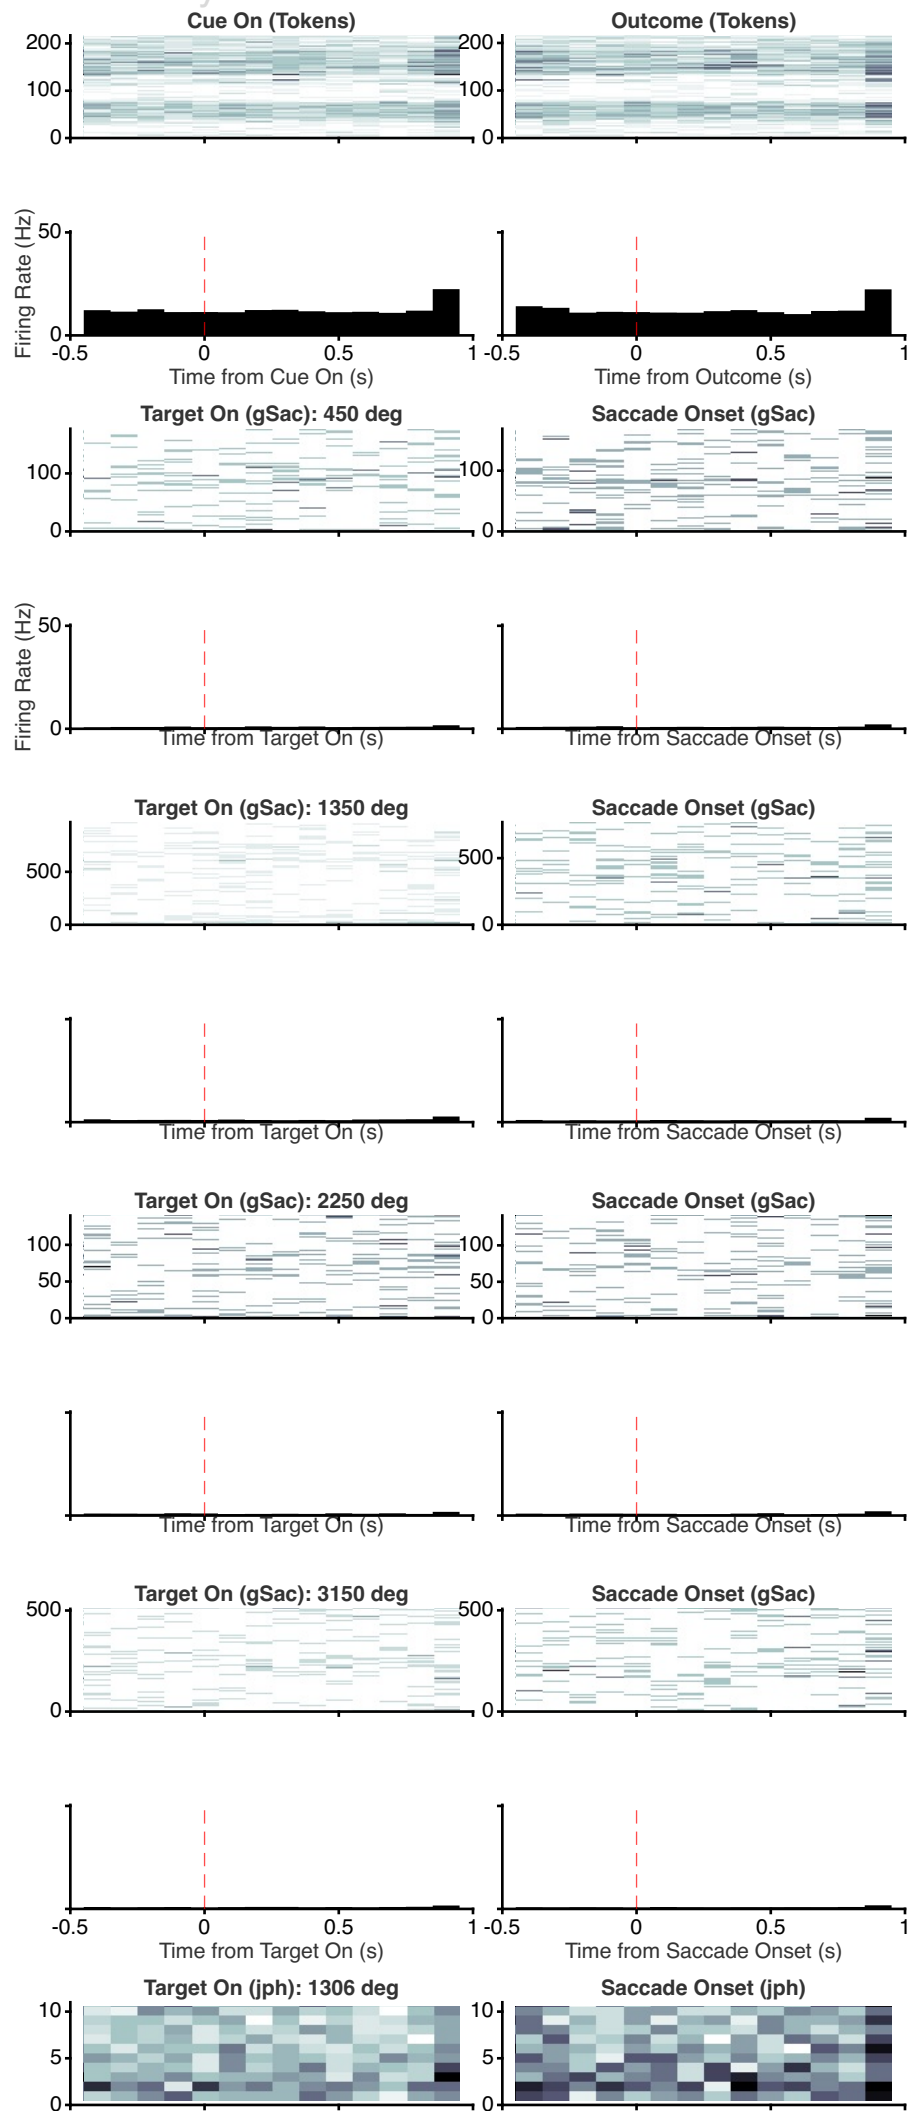 Cue On (Tokens) Outcome (Tokens)
200 200
100 100
0 0
Firing Rate (Hz)
50 50
0 0
-0.5 0 0.5 1 -0.5 0 0.5 1
Time from Cue On (s) Time from Outcome (s)
Target On (gSac): 450 deg Saccade Onset (gSac)
100 100
0 0
Firing Rate (Hz)
50 50
0 0
Time from Target On (s) Time from Saccade Onset (s)
Target On (gSac): 1350 deg Saccade Onset (gSac)
500 500
0 0
Time from Target On (s) Time from Saccade Onset (s)
Target On (gSac): 2250 deg Saccade Onset (gSac)
100 100
50 50
0 0
Time from Target On (s) Time from Saccade Onset (s)
Target On (gSac): 3150 deg Saccade Onset (gSac)
500 500
0 0
-0.5 0 0.5 1 -0.5 0 0.5 1
Time from Target On (s) Time from Saccade Onset (s)
Target On (jph): 1306 deg Saccade Onset (jph)
10 10
5 5
0 0